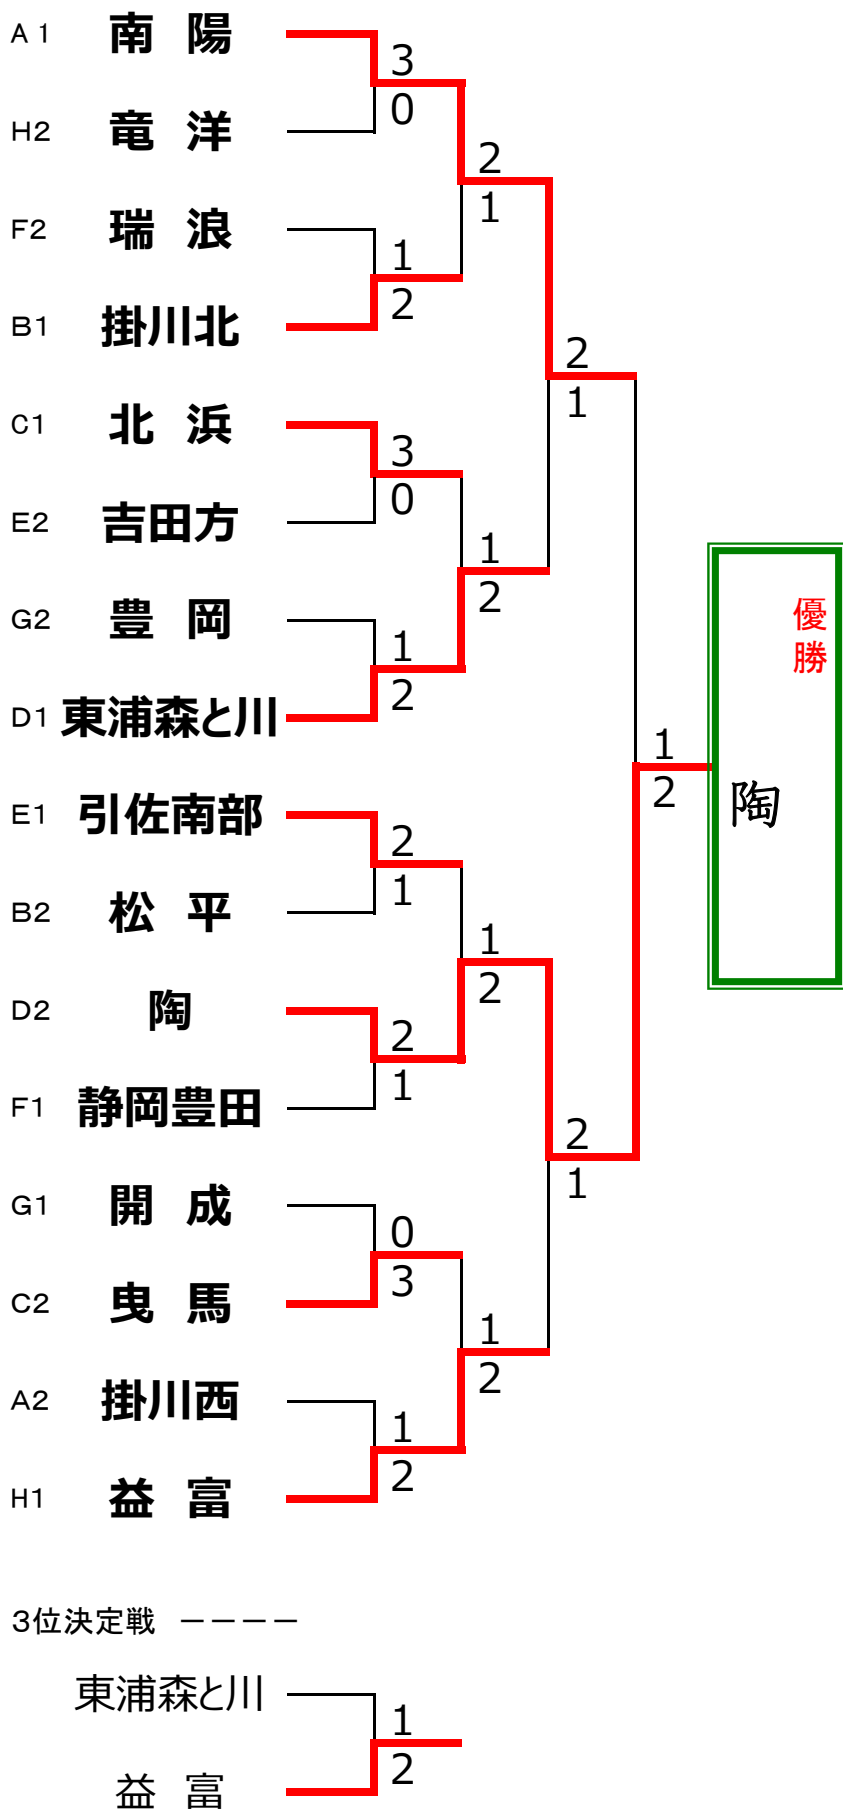 A1 南陽
3
0
H2 竜洋
2
1
F2 瑞浪
1
2
B1 掛川北
2
1
C1 北浜
3
0
E2 吉田方
1
2
G2 豊岡
1
2
D1 東浦森と川
1
2
優勝
陶
E1 引佐南部
2
1
B2 松平
1
2
D2 陶
2
1
F1 静岡豊田
2
1
G1 開成
0
3
C2 曳馬
1
2
A2 掛川西
1
2
H1 益富
3位決定戦 ーーーー
東浦森と川
1
2
益富